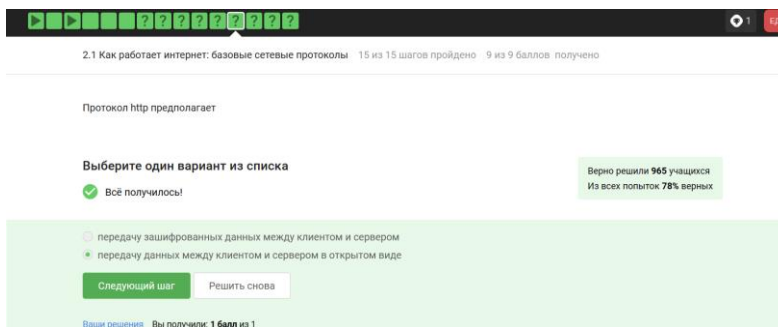 ? ? ? ? ? ? ? ? ? ?
1
2.1 Как работает интернет: базовые сетевые протоколы 15 из 15 шагов пройдено 9 из 9 баллов получено
Протокол http предполагает
Выберите один вариант из списка
Всё получилось!
Верно решили 965 учащихся
Из всех попыток 78% верных
передачу зашифрованных данных между клиентом и сервером
передачу данных между клиентом и сервером в открытом виде
Следующий шаг Решить снова
Ваши решения Вы получили: 1 балл из 1